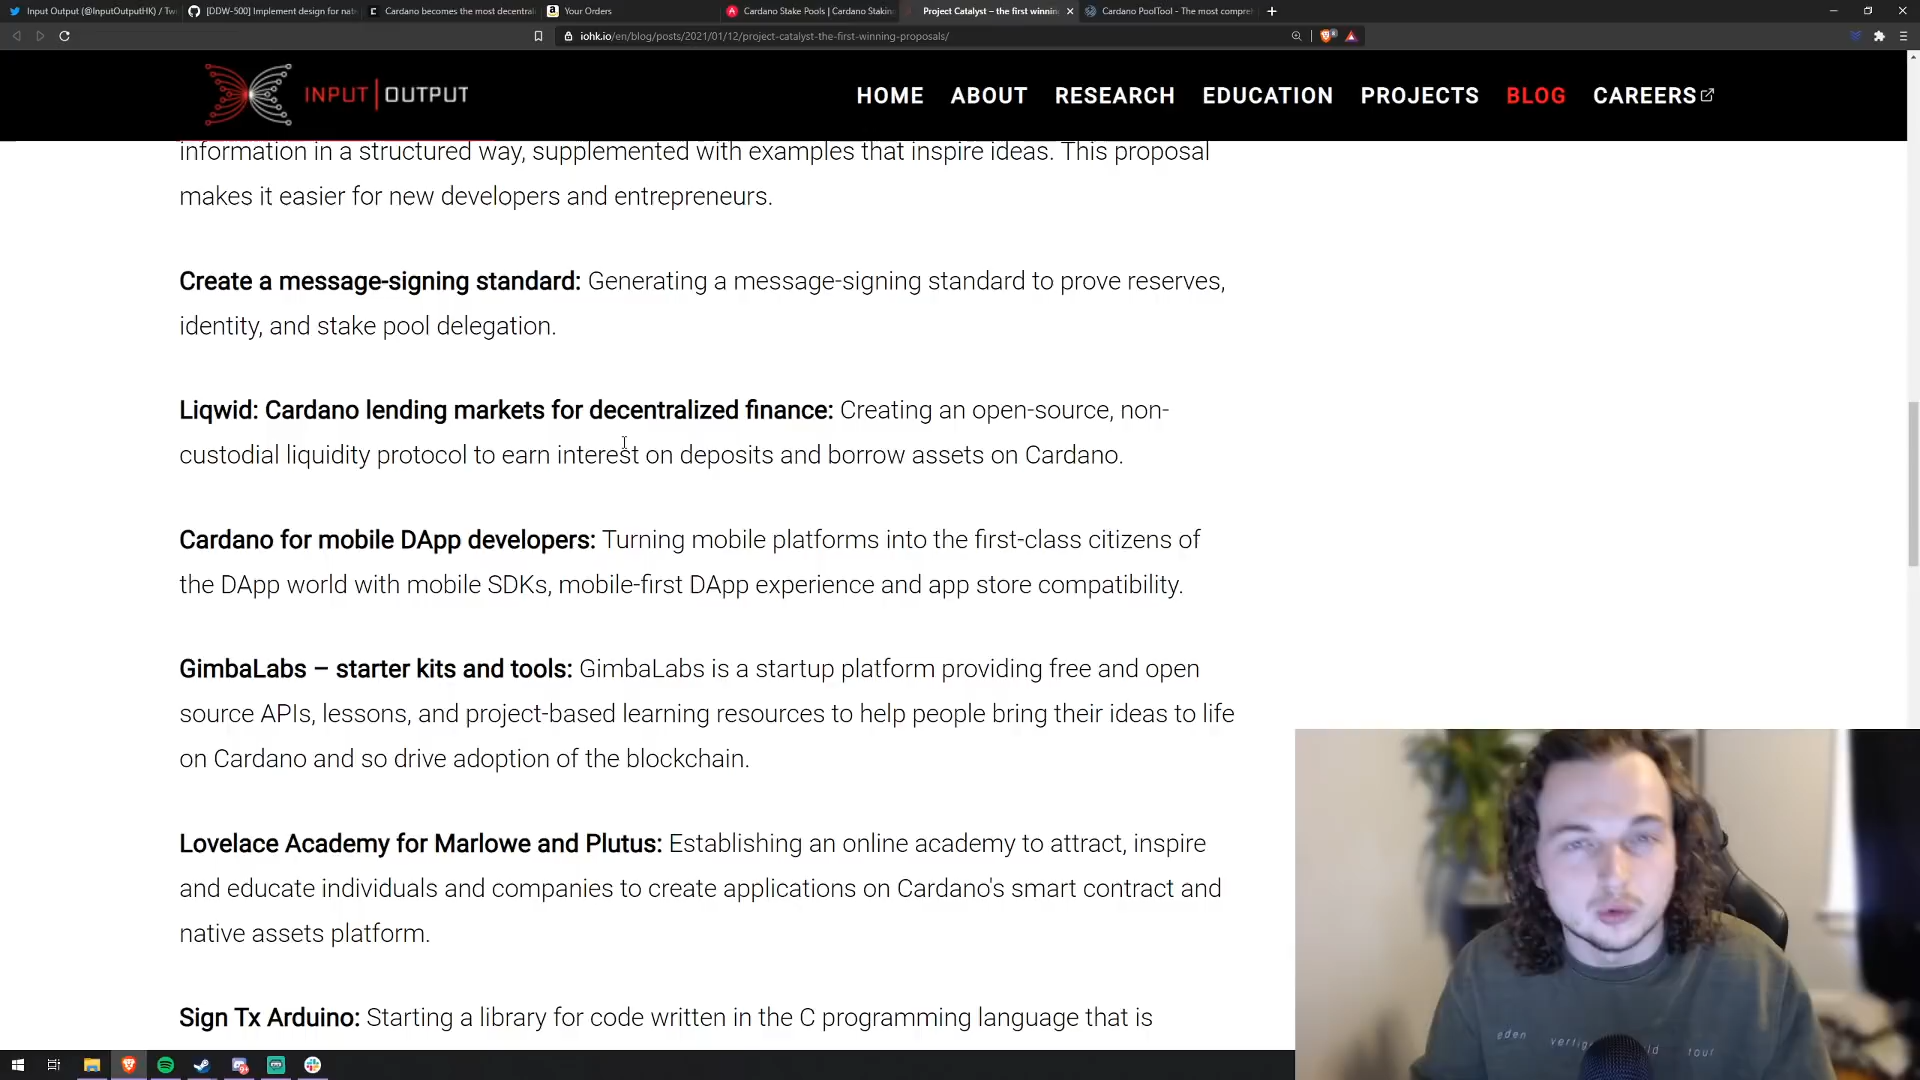 Input Output (@InputOutputHK) / Tw
[DDW-500] Implement design for nat
Cardano becomes the most decentral
Your Orders
Cardano Stake Pools | Cardano Stakin
Project Catalyst – the first winnin
Cardano PoolTool - The most compre
iohk.io/en/blog/posts/2021/01/12/project-catalyst-the-first-winning-proposals/
INPUT | OUTPUT
HOME ABOUT RESEARCH EDUCATION PROJECTS BLOG CAREERS
information in a structured way, supplemented with examples that inspire ideas. This proposal
makes it easier for new developers and entrepreneurs.
Create a message-signing standard: Generating a message-signing standard to prove reserves,
identity, and stake pool delegation.
Liqwid: Cardano lending markets for decentralized finance: Creating an open-source, non-
custodial liquidity protocol to earn interest on deposits and borrow assets on Cardano.
Cardano for mobile DApp developers: Turning mobile platforms into the first-class citizens of
the DApp world with mobile SDKs, mobile-first DApp experience and app store compatibility.
GimbaLabs – starter kits and tools: GimbaLabs is a startup platform providing free and open
source APIs, lessons, and project-based learning resources to help people bring their ideas to life
on Cardano and so drive adoption of the blockchain.
Lovelace Academy for Marlowe and Plutus: Establishing an online academy to attract, inspire
and educate individuals and companies to create applications on Cardano's smart contract and
native assets platform.
Sign Tx Arduino: Starting a library for code written in the C programming language that is
eden
tour